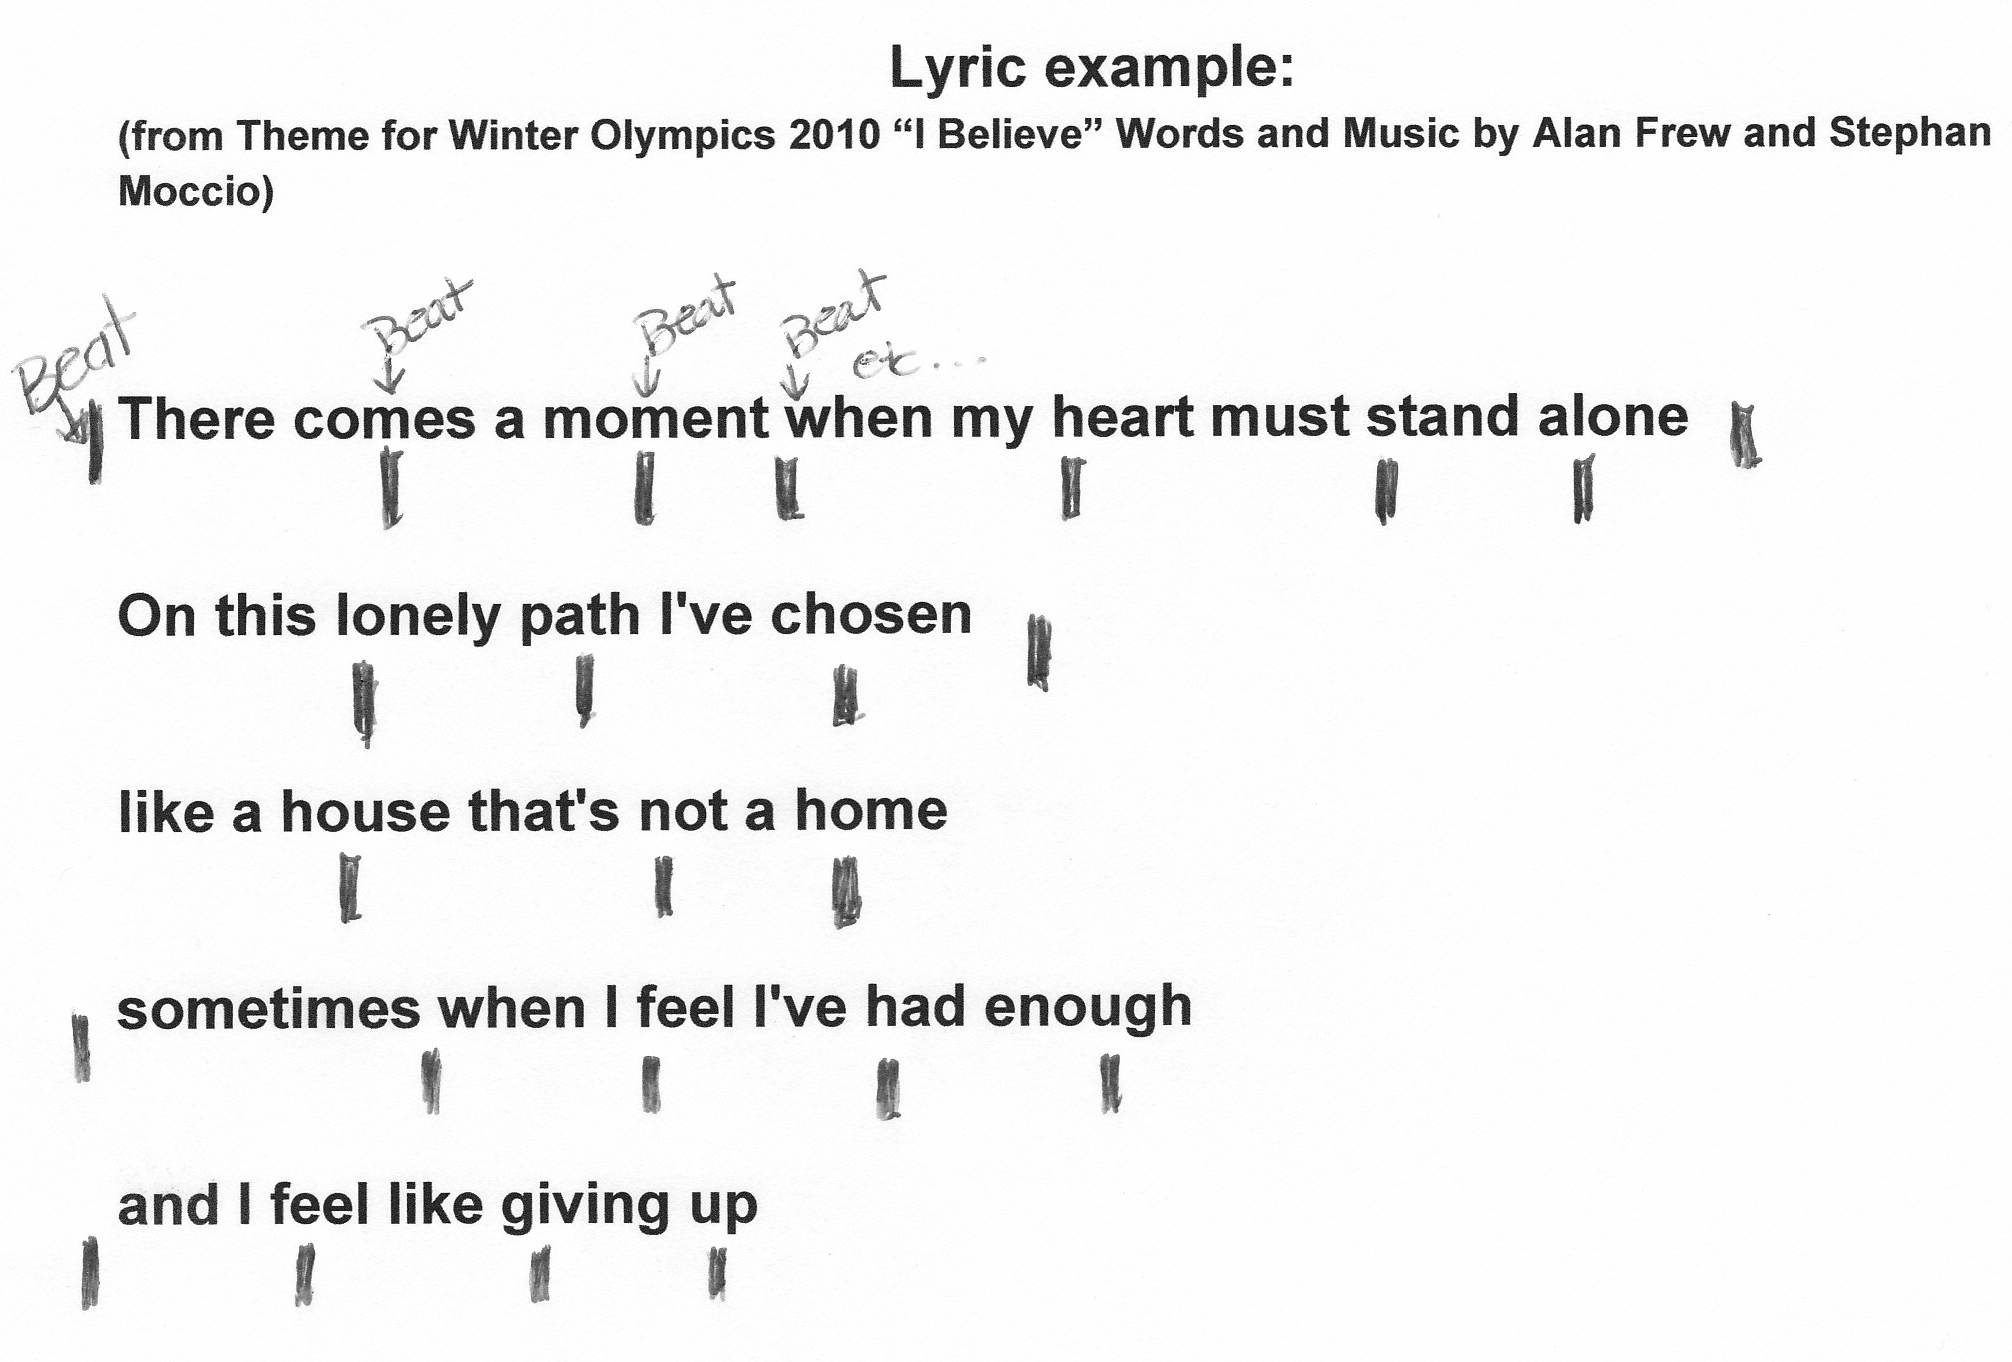 Lyric example:
(from Theme for Winter Olympics 2010 “I Believe” Words and Music by Alan Frew and Stephan
Moccio)
Beat Beat Beat Beat
etc...
There comes a moment when my heart must stand alone
On this lonely path I've chosen
like a house that's not a home
sometimes when I feel I've had enough
and I feel like giving up